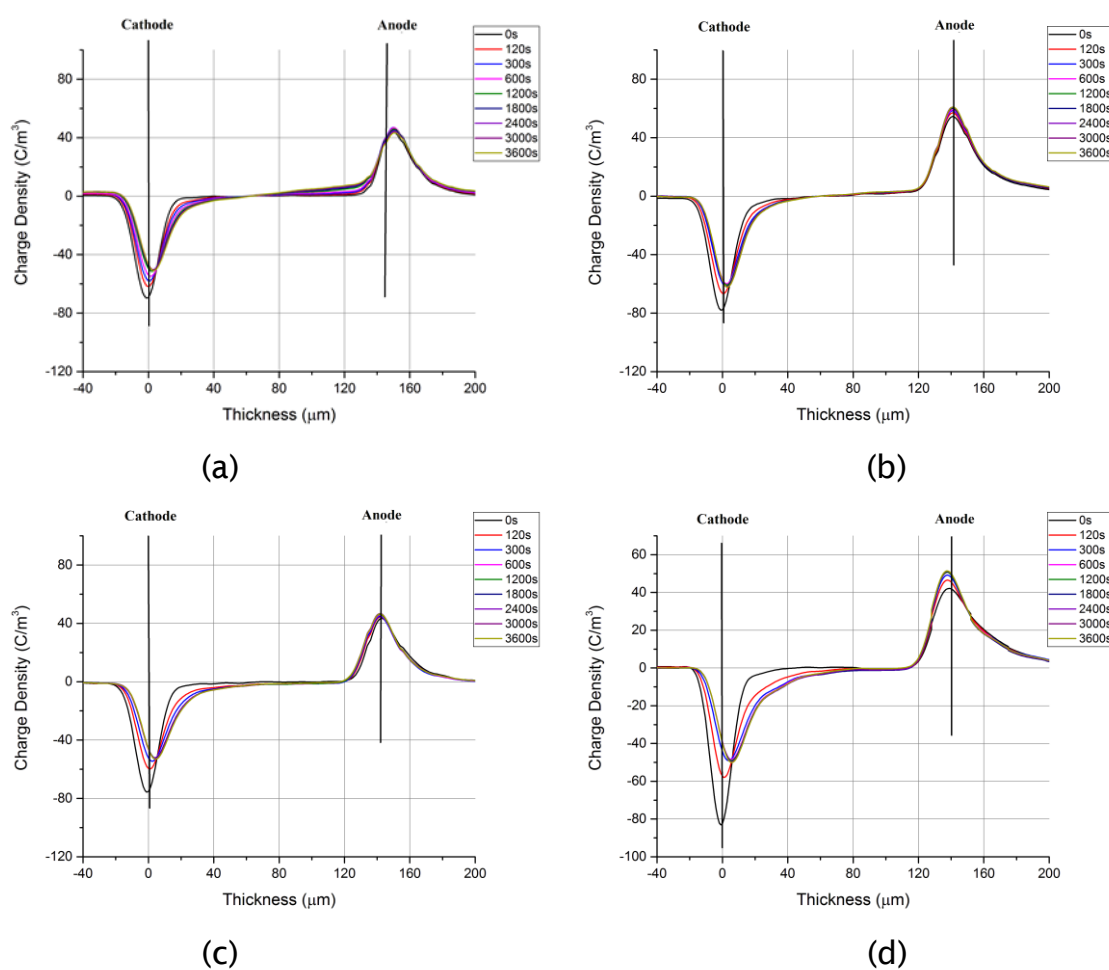 Cathode
Anode
0s
120s
300s
600s
1200s
1800s
2400s
3000s
3600s
80
40
0
-40
-80
-120
Charge Density (C/m³)
-40
0
40
80
120
160
200
Thickness (μm)
(a)
Cathode
Anode
0s
120s
300s
600s
1200s
1800s
2400s
3000s
3600s
80
40
0
-40
-80
-120
Charge Density (C/m³)
-40
0
40
80
120
160
200
Thickness (μm)
(b)
Cathode
Anode
0s
120s
300s
600s
1200s
1800s
2400s
3000s
3600s
80
40
0
-40
-80
-120
Charge Density (C/m³)
-40
0
40
80
120
160
200
Thickness (μm)
(c)
Cathode
Anode
0s
120s
300s
600s
1200s
1800s
2400s
3000s
3600s
60
40
20
0
-20
-40
-60
-80
-100
Charge Density (C/m³)
-40
0
40
80
120
160
200
Thickness (μm)
(d)